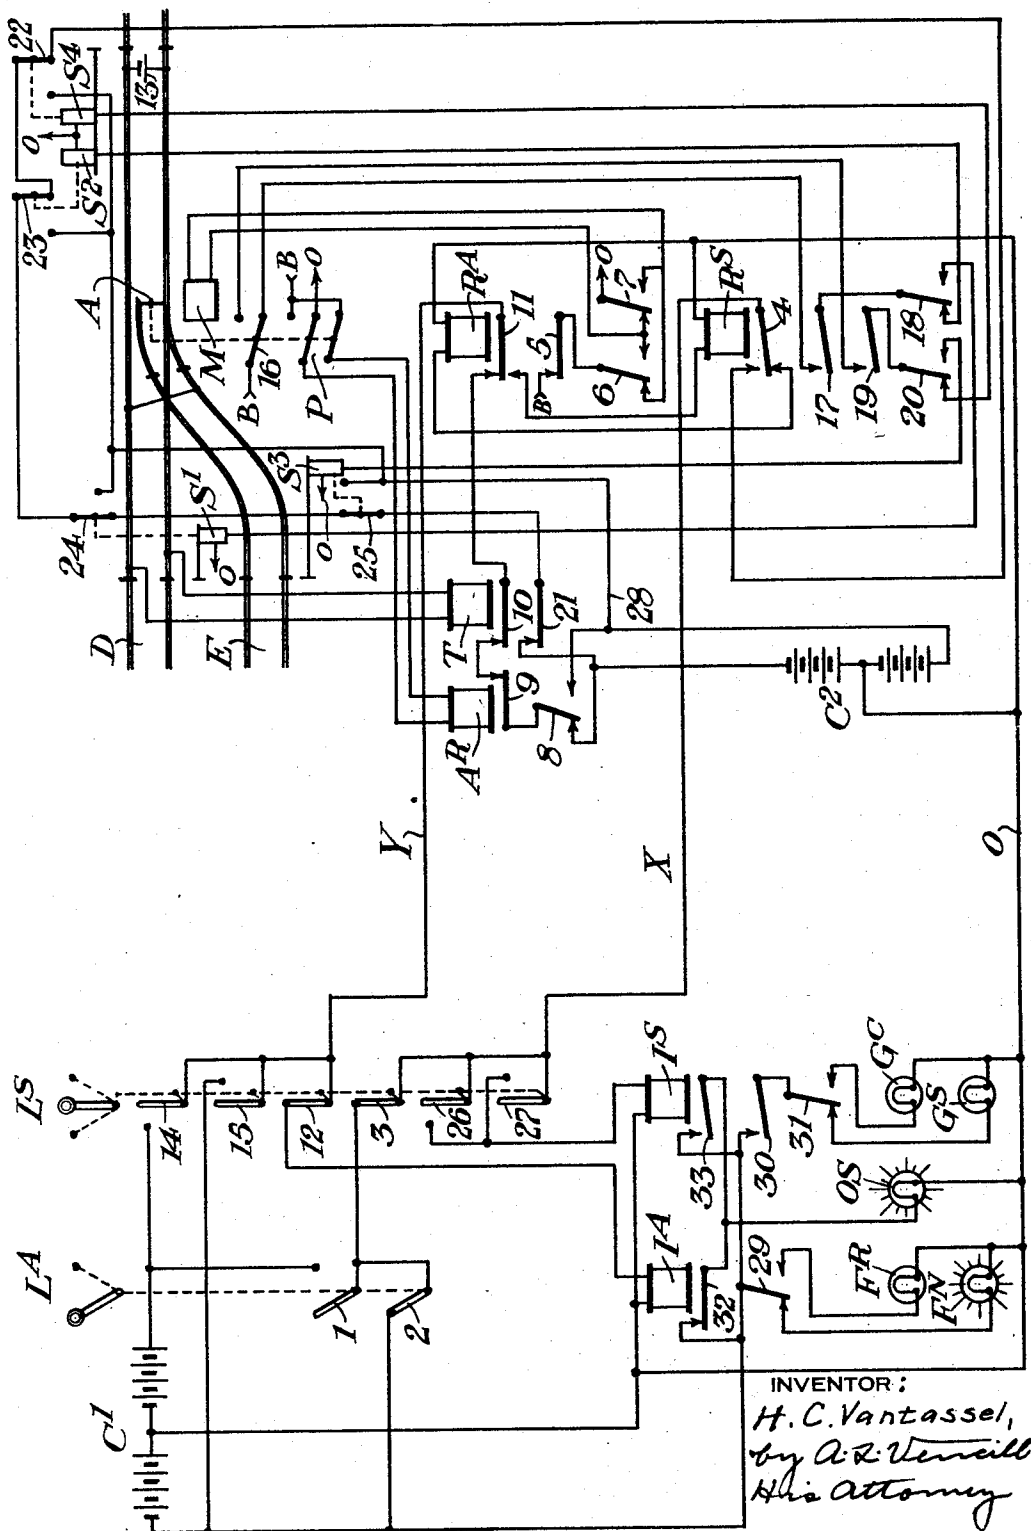 22
S4
O
13
S2
23
A
M
B
16
B
O
P
D
24
S1
O
E
S3
O
25
RA
11
B
5
6
7
O
RS
4
17
19
18
20
T
10
21
28
AR
9
8
C2
Y
X
O
LS
14
15
12
3
26
27
LA
1
2
C1
IS
33
IA
32
30
31
29
GC
GS
OS
FR
FN
INVENTOR:
H. C. Vantassel,
by A. L. Vencill
His Attorney